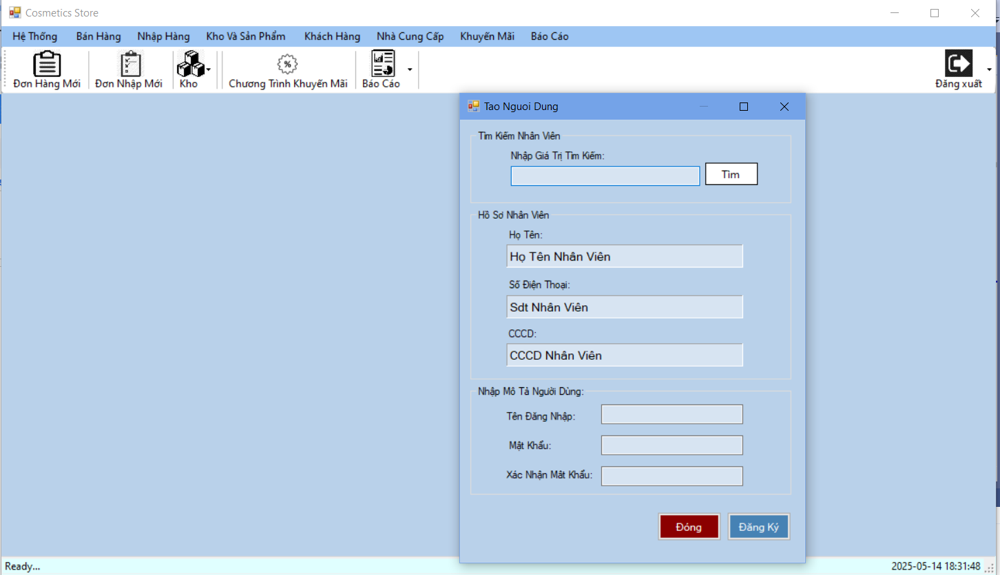 Cosmetics Store
Hệ Thống Bán Hàng Nhập Hàng Kho Và Sản Phẩm Khách Hàng Nhà Cung Cấp Khuyến Mãi Báo Cáo
Đơn Hàng Mới Đơn Nhập Mới Kho % Chương Trình Khuyến Mãi Báo Cáo Đăng xuất
Tao Nguoi Dung
Tìm Kiếm Nhân Viên
Nhập Giá Trị Tìm Kiếm:
Tìm
Hồ Sơ Nhân Viên
Họ Tên:
Họ Tên Nhân Viên
Số Điện Thoại:
Sdt Nhân Viên
CCCD:
CCCD Nhân Viên
Nhập Mô Tả Người Dùng:
Tên Đăng Nhập:
Mật Khẩu:
Xác Nhận Mât Khẩu:
Đóng Đăng Ký
Ready... 2025-05-14 18:31:48